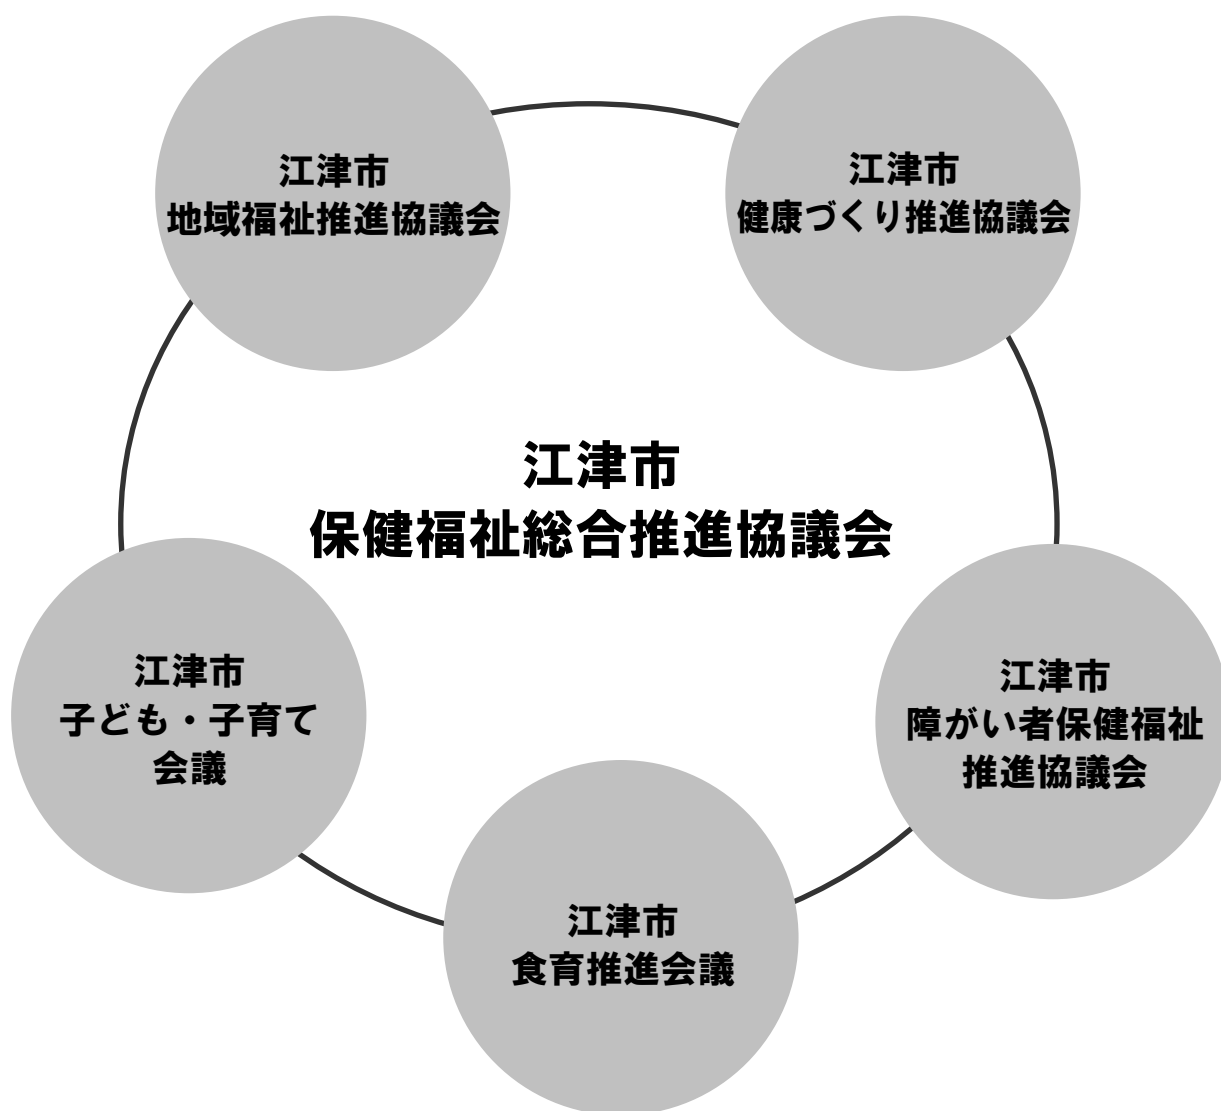 江津市
地域福祉推進協議会
江津市
健康づくり推進協議会
江津市
保健福祉総合推進協議会
江津市
子ども・子育て
会議
江津市
障がい者保健福祉
推進協議会
江津市
食育推進会議